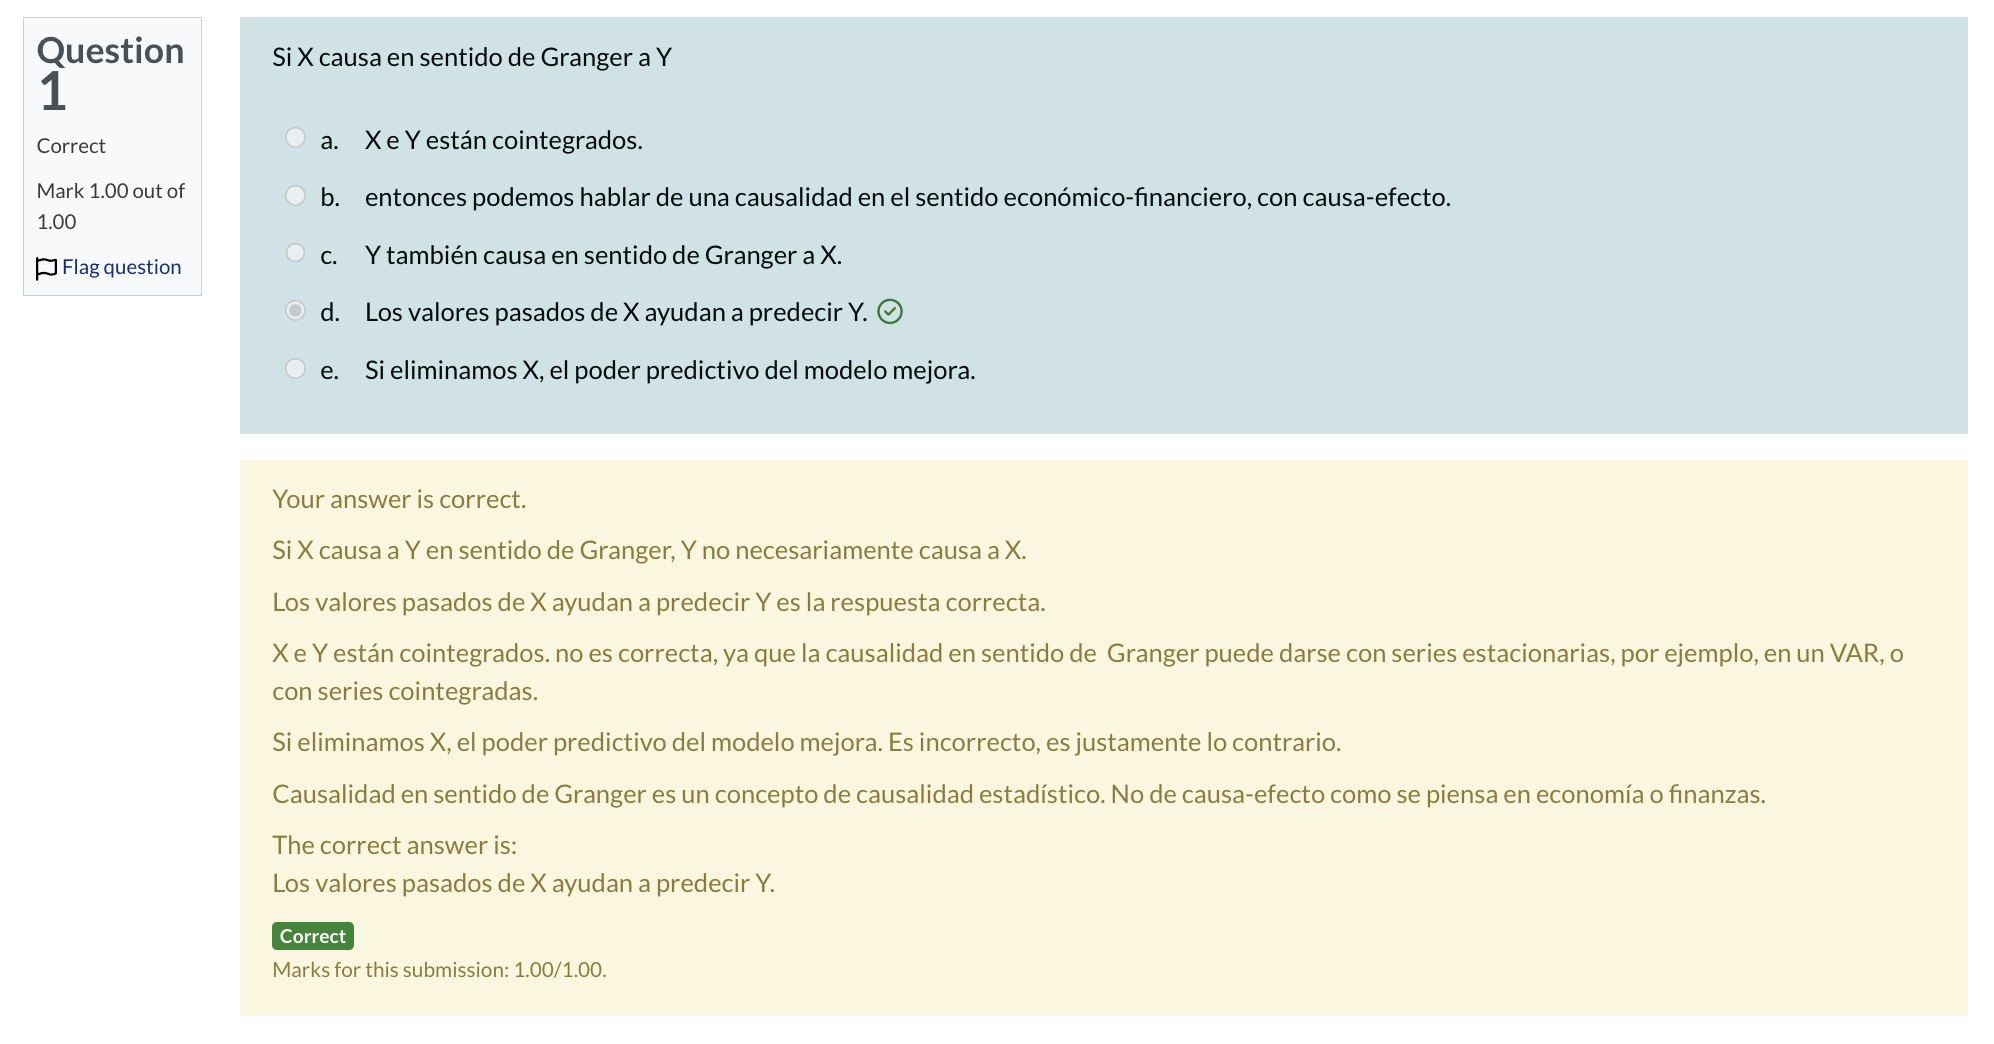 Question
1
Correct
Mark 1.00 out of
1.00
Flag question
Si X causa en sentido de Granger a Y
a. X e Y están cointegrados.
b. entonces podemos hablar de una causalidad en el sentido económico-financiero, con causa-efecto.
c. Y también causa en sentido de Granger a X.
d. Los valores pasados de X ayudan a predecir Y.
e. Si eliminamos X, el poder predictivo del modelo mejora.
Your answer is correct.
Si X causa a Y en sentido de Granger, Y no necesariamente causa a X.
Los valores pasados de X ayudan a predecir Y es la respuesta correcta.
X e Y están cointegrados. no es correcta, ya que la causalidad en sentido de  Granger puede darse con series estacionarias, por ejemplo, en un VAR, o
con series cointegradas.
Si eliminamos X, el poder predictivo del modelo mejora. Es incorrecto, es justamente lo contrario.
Causalidad en sentido de Granger es un concepto de causalidad estadístico. No de causa-efecto como se piensa en economía o finanzas.
The correct answer is:
Los valores pasados de X ayudan a predecir Y.
Correct
Marks for this submission: 1.00/1.00.